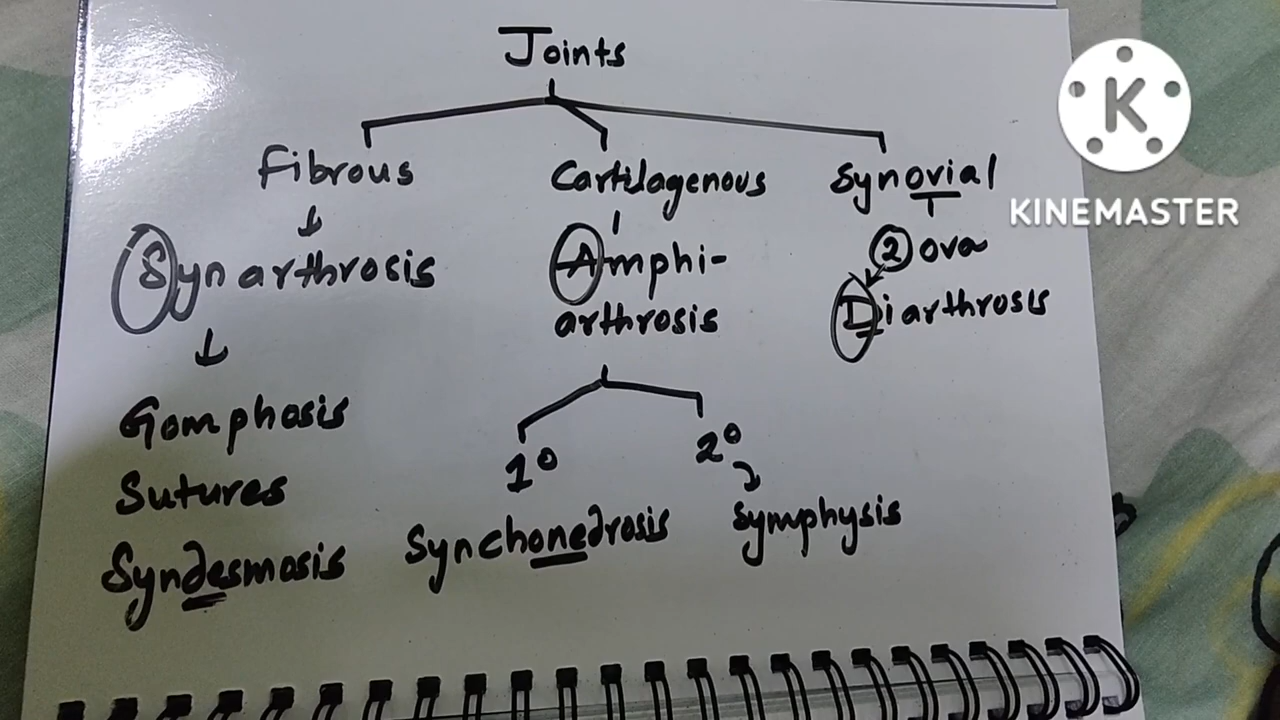 Joints
Fibrous
Cartilagenous
Synovial
Synarthrosis
Amphi-
arthrosis
2 ova
Diarthrosis
Gomphosis
Sutures
Syndesmosis
1°
2°
Synchonedrosis
Symphysis
K
KINEMASTER